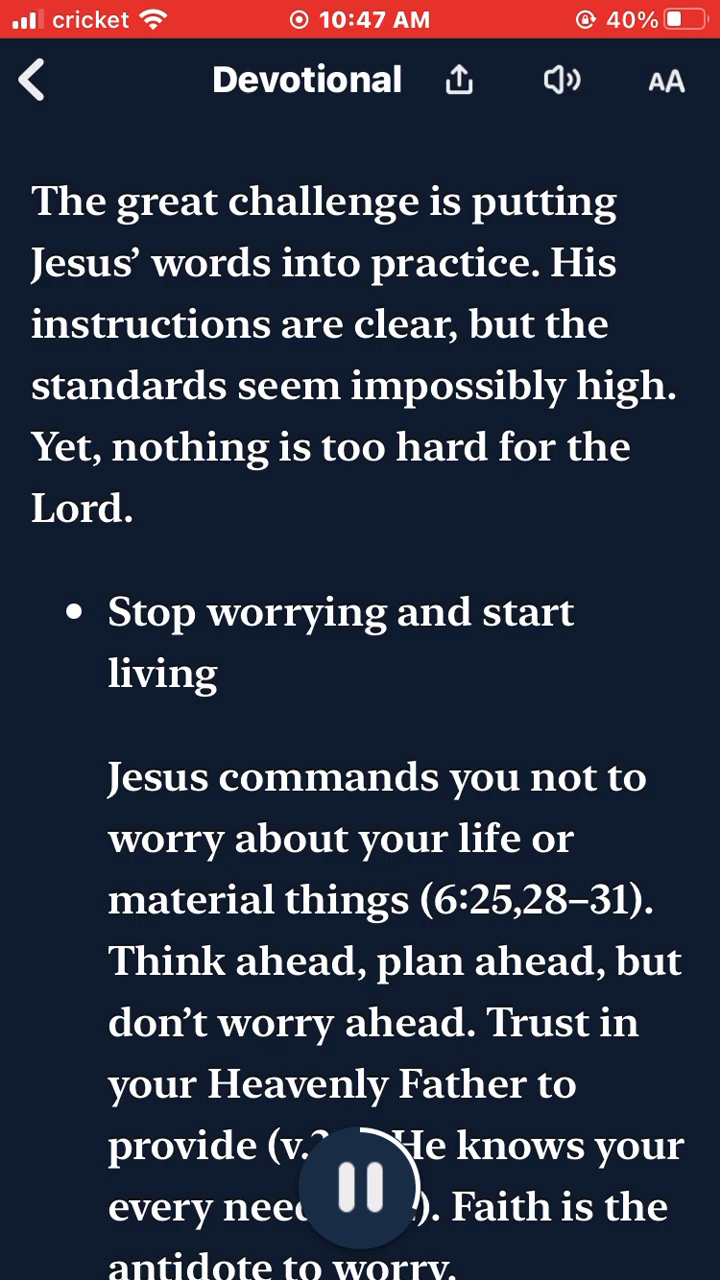 cricket 10:47 AM 40%
Devotional AA
The great challenge is putting
Jesus’ words into practice. His
instructions are clear, but the
standards seem impossibly high.
Yet, nothing is too hard for the
Lord.
• Stop worrying and start
living
Jesus commands you not to
worry about your life or
material things (6:25,28–31).
Think ahead, plan ahead, but
don’t worry ahead. Trust in
your Heavenly Father to
provide (v. He knows your
every ). Faith is the
antidote to worry.